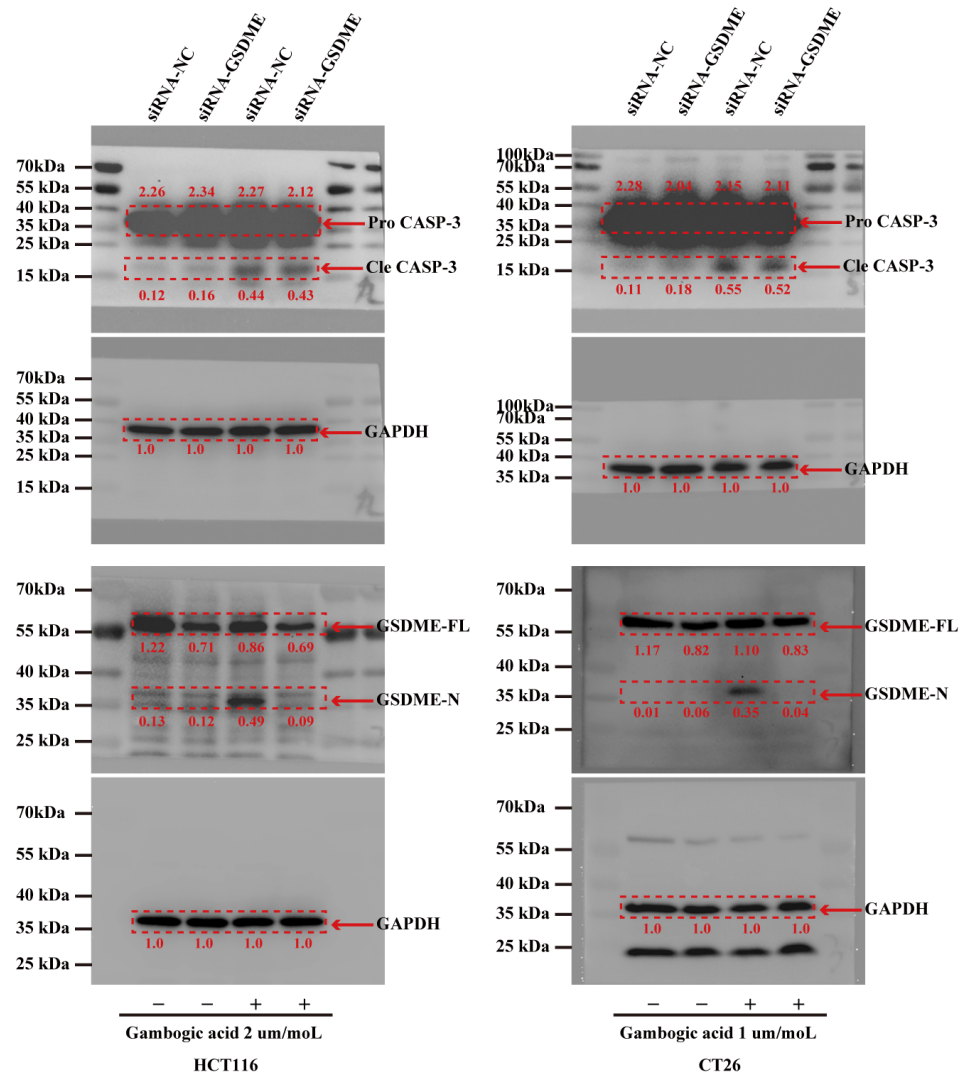 siRNA-NC siRNA-GSDME siRNA-NC siRNA-GSDME
70kDa
55 kDa
40 kDa
35 kDa
25 kDa
15 kDa
2.26 2.34 2.27 2.12
Pro CASP-3
Cle CASP-3
0.12 0.16 0.44 0.43
70kDa
55 kDa
40 kDa
35 kDa
25 kDa
15 kDa
GAPDH
1.0 1.0 1.0 1.0
70kDa
55 kDa
40 kDa
35 kDa
25 kDa
GSDME-FL
1.22 0.71 0.86 0.69
GSDME-N
0.13 0.12 0.49 0.09
70kDa
55 kDa
40 kDa
35 kDa
25 kDa
GAPDH
1.0 1.0 1.0 1.0
− − + +
Gambogic acid 2 um/moL
HCT116
siRNA-NC siRNA-GSDME siRNA-NC siRNA-GSDME
100kDa
70kDa
55 kDa
40 kDa
35 kDa
25 kDa
15 kDa
2.28 2.04 2.15 2.11
Pro CASP-3
Cle CASP-3
0.11 0.18 0.55 0.52
100kDa
70kDa
55 kDa
40 kDa
35 kDa
GAPDH
1.0 1.0 1.0 1.0
70kDa
55 kDa
40 kDa
35 kDa
25 kDa
GSDME-FL
1.17 0.82 1.10 0.83
GSDME-N
0.01 0.06 0.35 0.04
70kDa
55 kDa
40 kDa
35 kDa
25 kDa
GAPDH
1.0 1.0 1.0 1.0
− − + +
Gambogic acid 1 um/moL
CT26